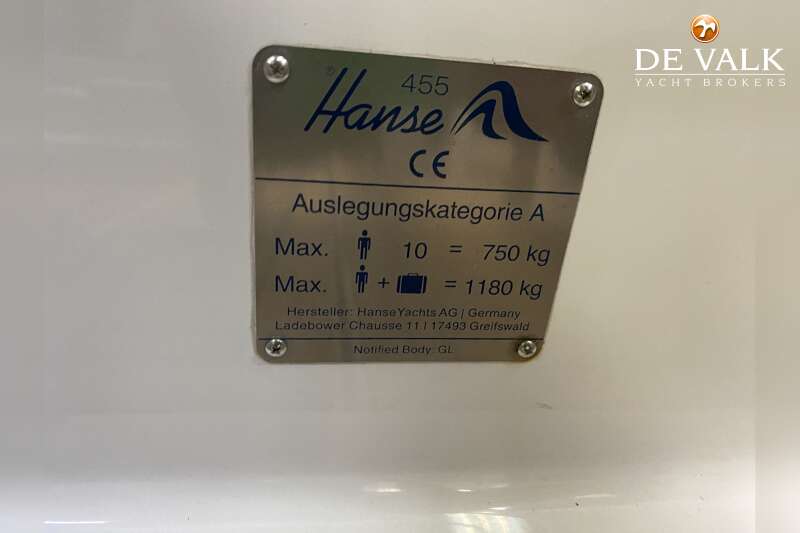 DE VALK
YACHT BROKERS
455
® Hanse
CE
Auslegungskategorie A
Max. 10 = 750 kg
Max. + = 1180 kg
Hersteller: HanseYachts AG | Germany
Ladebower Chausse 11 | 17493 Greifswald
Notified Body: GL